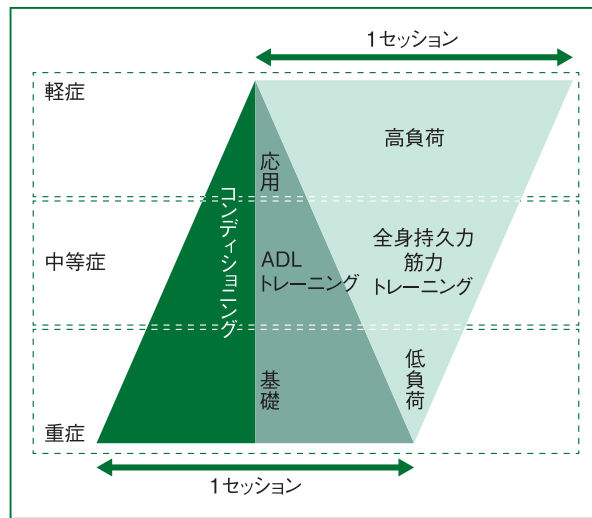 1セッション
軽症
高負荷
応用
コンディショニング
中等症
ADL
トレーニング
全身持久力
筋力
トレーニング
基礎
低負荷
重症
1セッション